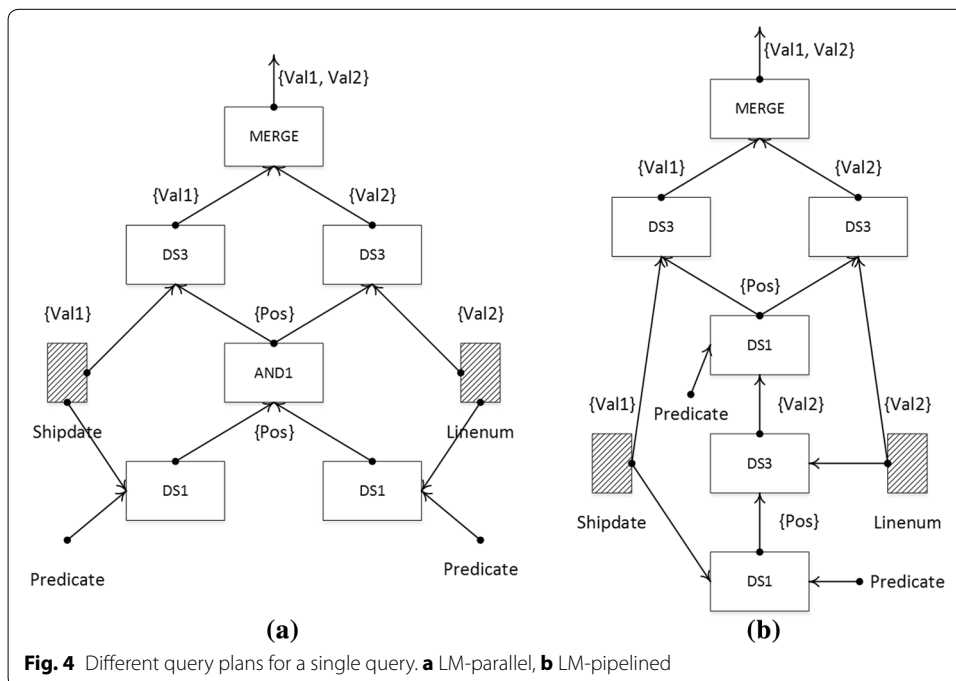 {Val1, Val2}
MERGE
{Val1}
{Val2}
DS3
DS3
{Val1}
{Pos}
{Val2}
AND1
Shipdate
{Pos}
Linenum
DS1
DS1
Predicate
Predicate
(a)
{Val1, Val2}
MERGE
{Val1}
{Val2}
DS3
DS3
{Pos}
DS1
Predicate
{Val1}
{Val2}
{Val2}
DS3
Shipdate
{Pos}
Linenum
DS1
Predicate
(b)
Fig. 4 Different query plans for a single query. a LM-parallel, b LM-pipelined